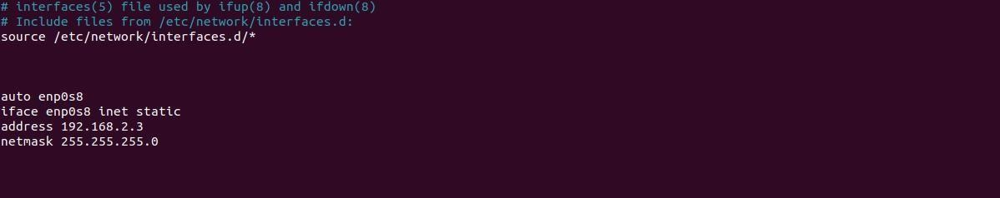 # interfaces(5) file used by ifup(8) and ifdown(8)
# Include files from /etc/network/interfaces.d:
source /etc/network/interfaces.d/*
auto enp0s8
iface enp0s8 inet static
address 192.168.2.3
netmask 255.255.255.0